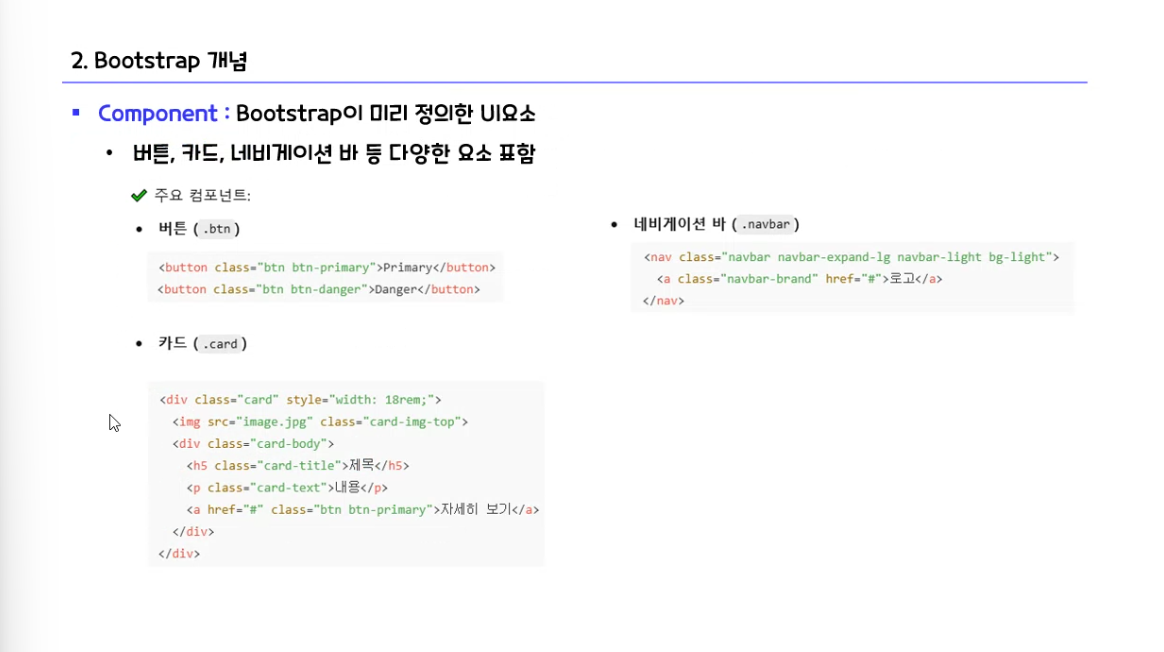 2. Bootstrap 개념
▪ Component : Bootstrap이 미리 정의한 UI요소
• 버튼, 카드, 네비게이션 바 등 다양한 요소 표함
✔ 주요 컴포넌트:
• 버튼 ( .btn )
<button class="btn btn-primary">Primary</button>
<button class="btn btn-danger">Danger</button>
• 카드 ( .card )
<div class="card" style="width: 18rem;">
<img src="image.jpg" class="card-img-top">
<div class="card-body">
<h5 class="card-title">제목</h5>
<p class="card-text">내용</p>
<a href="#" class="btn btn-primary">자세히 보기</a>
</div>
</div>
• 네비게이션 바 ( .navbar )
<nav class="navbar navbar-expand-lg navbar-light bg-light">
<a class="navbar-brand" href="#">로고</a>
</nav>